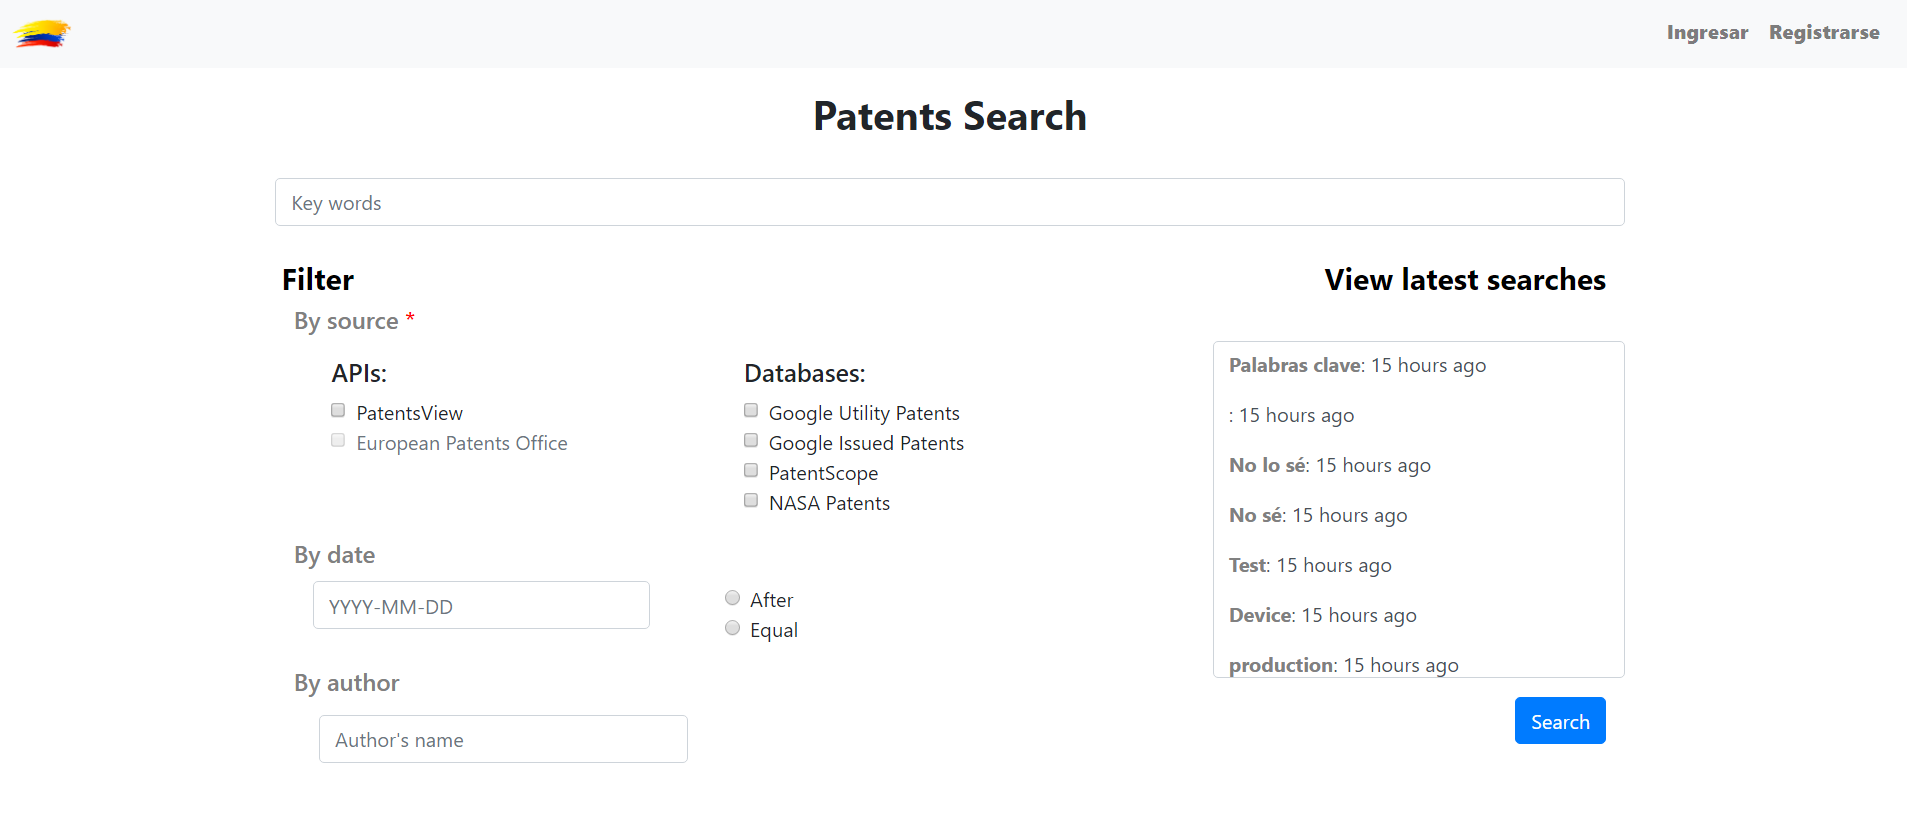 Ingresar Registrarse
Patents Search
Key words
Filter
By source *
APIs:
PatentsView
European Patents Office
Databases:
Google Utility Patents
Google Issued Patents
PatentScope
NASA Patents
By date
YYYY-MM-DD
After
Equal
By author
Author's name
View latest searches
Palabras clave: 15 hours ago
: 15 hours ago
No lo sé: 15 hours ago
No sé: 15 hours ago
Test: 15 hours ago
Device: 15 hours ago
production: 15 hours ago
Search